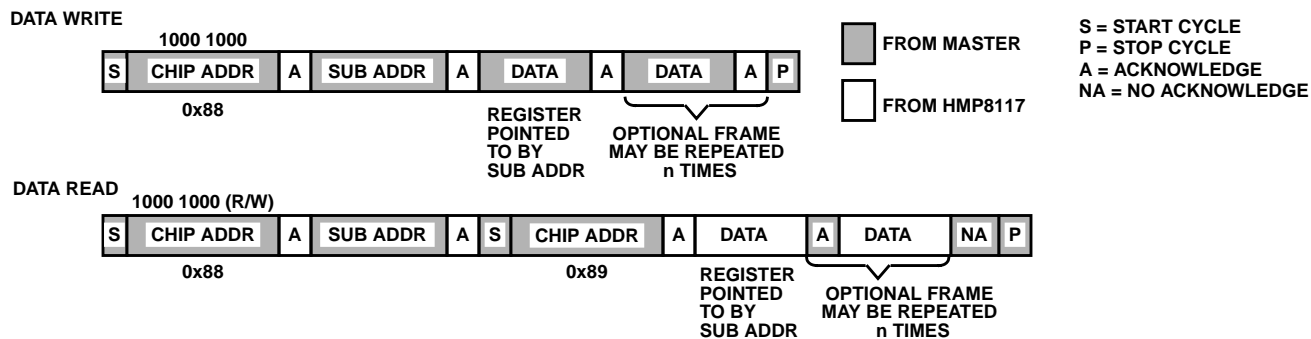 DATA WRITE
1000 1000
S CHIP ADDR A SUB ADDR A DATA A DATA A P
0x88
REGISTER
POINTED
TO BY
SUB ADDR
OPTIONAL FRAME
MAY BE REPEATED
n TIMES
FROM MASTER
FROM HMP8117
S = START CYCLE
P = STOP CYCLE
A = ACKNOWLEDGE
NA = NO ACKNOWLEDGE
DATA READ
1000 1000 (R/W)
S CHIP ADDR A SUB ADDR A S CHIP ADDR A DATA A DATA NA P
0x88
0x89
REGISTER
POINTED
TO BY
SUB ADDR
OPTIONAL FRAME
MAY BE REPEATED
n TIMES